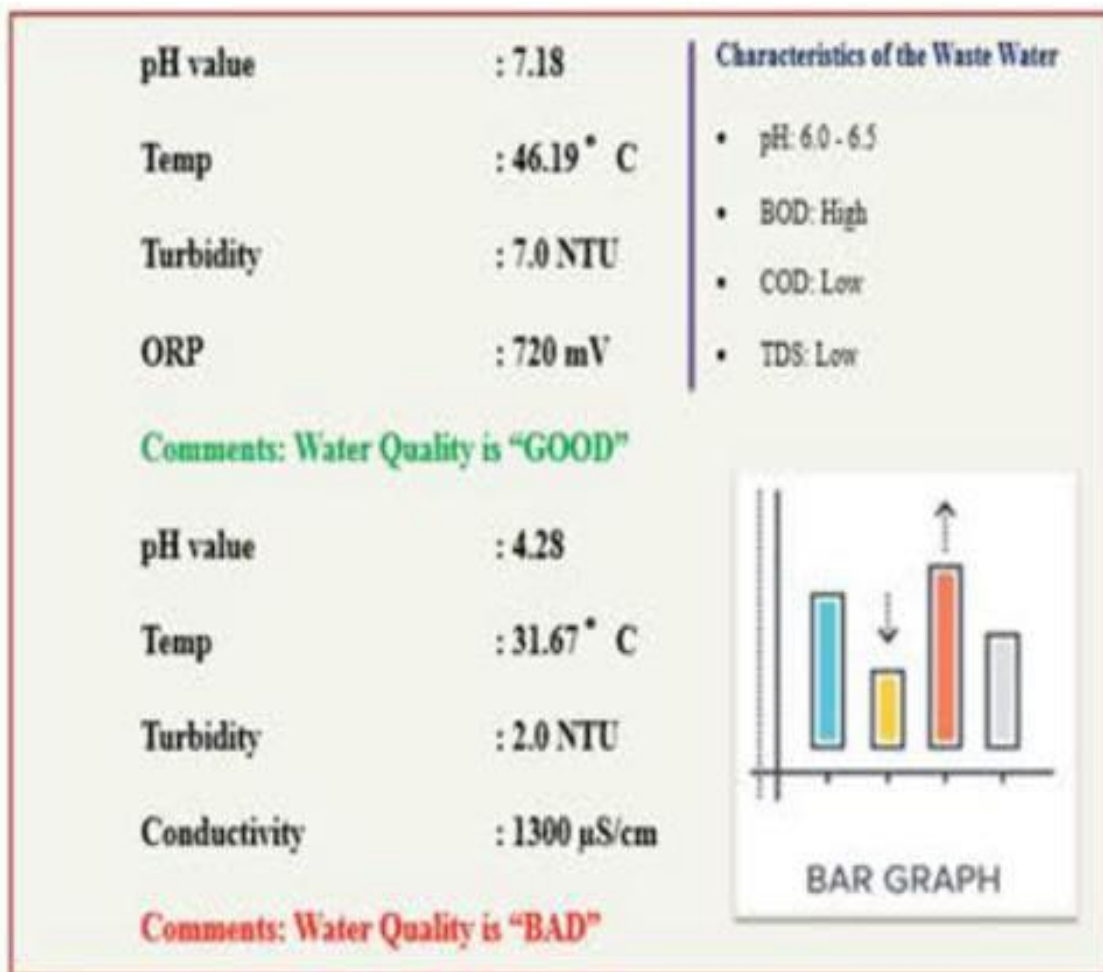 pH value : 7.18
Temp : 46.19° C
Turbidity : 7.0 NTU
ORP : 720 mV
Comments: Water Quality is “GOOD”
pH value : 4.28
Temp : 31.67° C
Turbidity : 2.0 NTU
Conductivity : 1300 µS/cm
Comments: Water Quality is “BAD”
Characteristics of the Waste Water
• pH: 6.0 - 6.5
• BOD: High
• COD: Low
• TDS: Low
BAR GRAPH